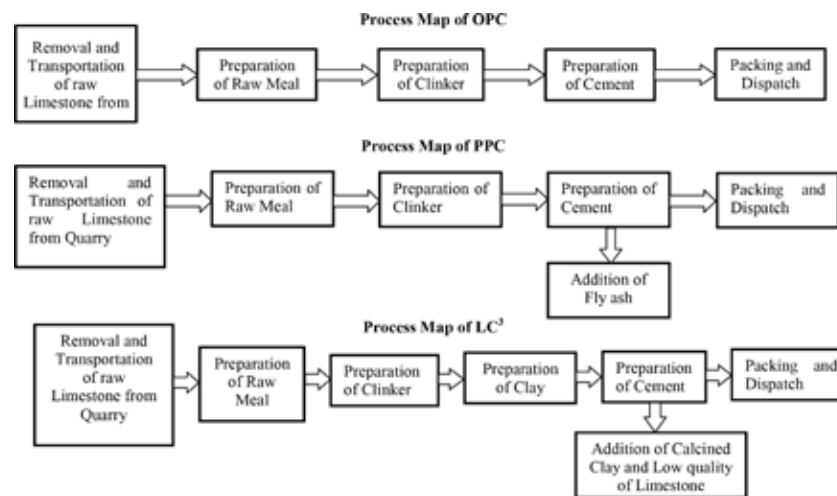 Process Map of OPC
Removal and
Transportation
of raw
Limestone from
Preparation
of Raw Meal
Preparation
of Clinker
Preparation
of Cement
Packing and
Dispatch
Process Map of PPC
Removal and
Transportation of
raw Limestone
from Quarry
Preparation of
Raw Meal
Preparation of
Clinker
Preparation of
Cement
Packing and
Dispatch
Addition of
Fly ash
Process Map of LC³
Removal and
Transportation
of raw
Limestone from
Quarry
Preparation
of Raw
Meal
Preparation
of Clinker
Preparation
of Clay
Preparation
of Cement
Packing and
Dispatch
Addition of Calcined
Clay and Low quality
of Limestone